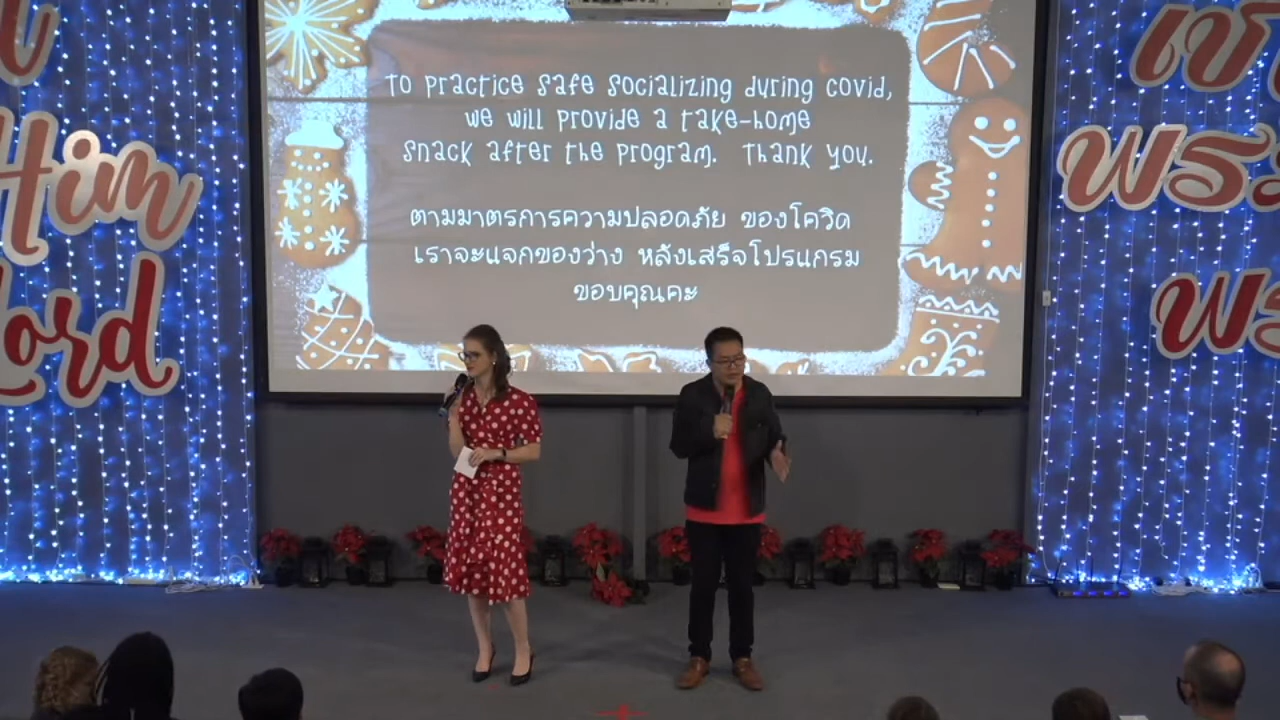 Him
Lord
To Practice Safe Socializing during covid,
we will provide a take-home
snack after the program. Thank you.
ตามมาตรการความปลอดภัย ของโควิด
เราจะแจกของว่าง หลังเสร็จโปรแกรม
ขอบคุณคะ